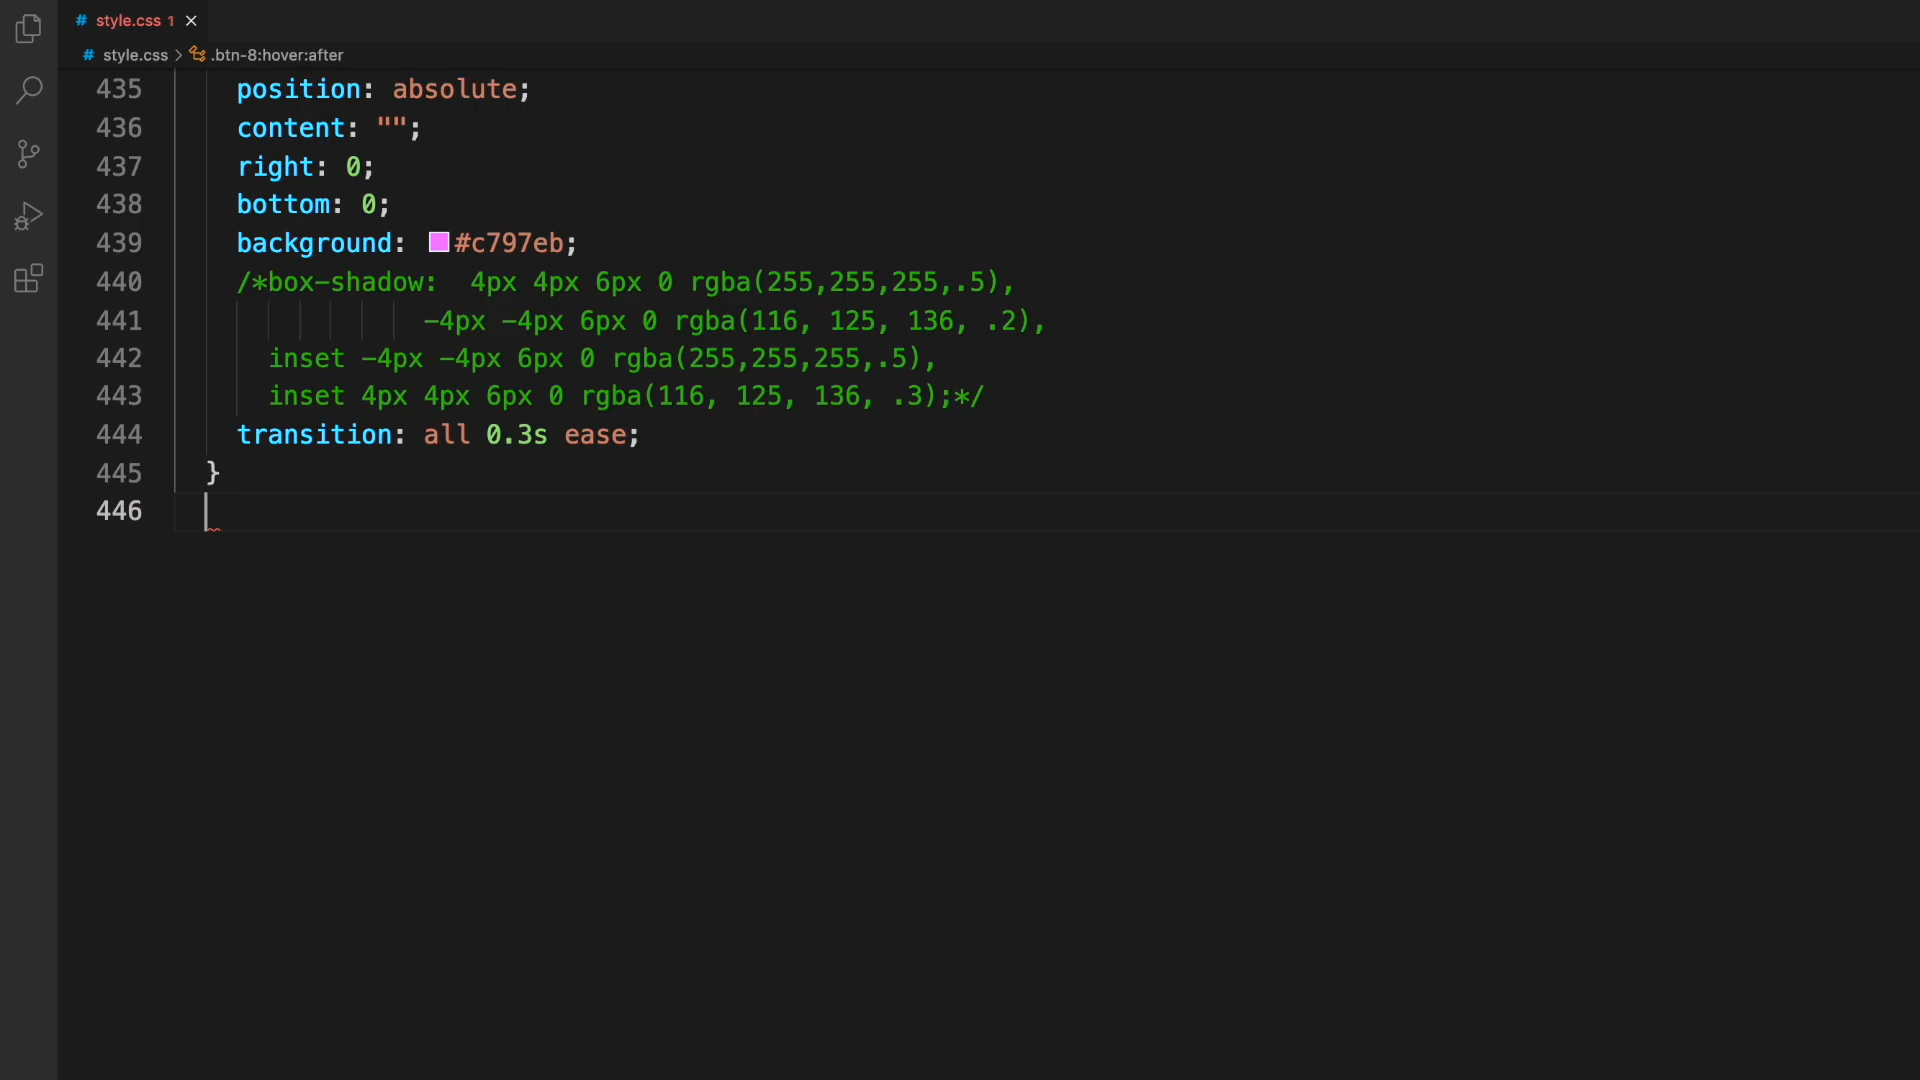 # style.css 1 ×
# style.css > .btn-8:hover:after
435 position: absolute;
436 content: "";
437 right: 0;
438 bottom: 0;
439 background: #c797eb;
440 /*box-shadow:  4px 4px 6px 0 rgba(255,255,255,.5),
441 -4px -4px 6px 0 rgba(116, 125, 136, .2),
442 inset -4px -4px 6px 0 rgba(255,255,255,.5),
443 inset 4px 4px 6px 0 rgba(116, 125, 136, .3);*/
444 transition: all 0.3s ease;
445 }
446